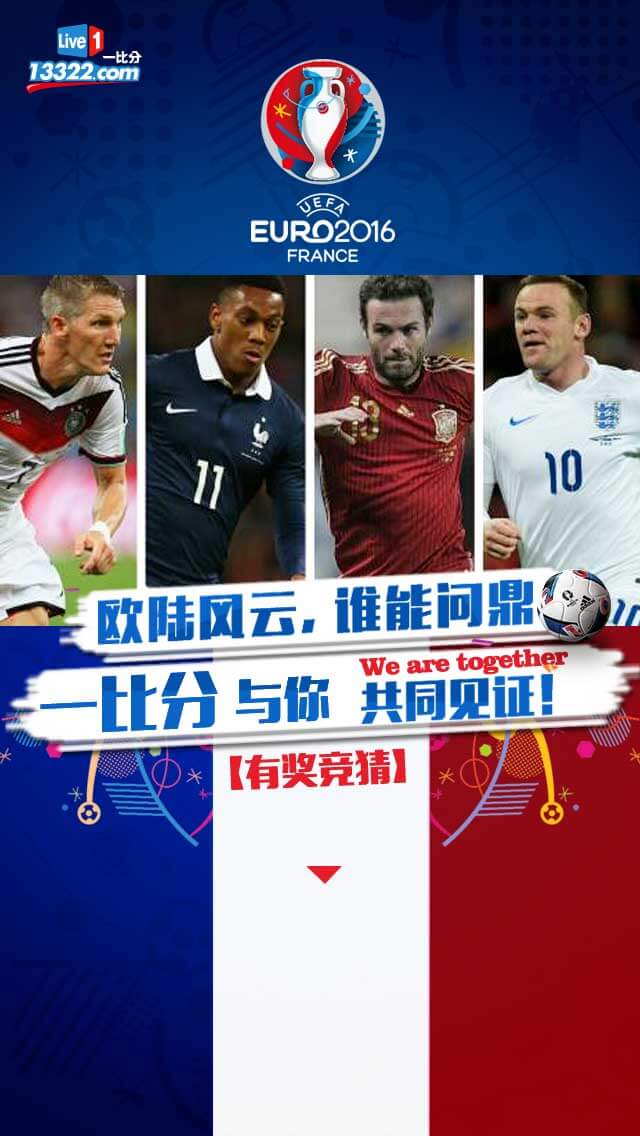 Live 1
一比分
13322.com
UEFA
EURO2016
FRANCE
11
10
欧陆风云，谁能问鼎
We are together
一比分 与你 共同见证！
【有奖竞猜】